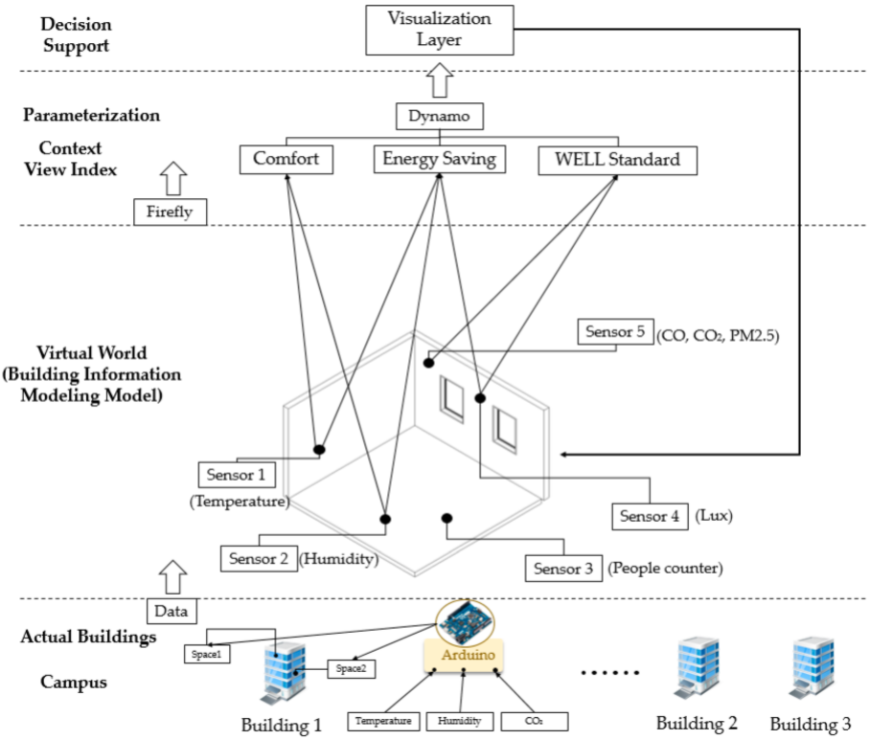 Decision
Support
Visualization
Layer
Parameterization
Dynamo
Context
View Index
Comfort
Energy Saving
WELL Standard
Firefly
Virtual World
(Building Information
Modeling Model)
Sensor 5 (CO, CO₂, PM2.5)
Sensor 1
(Temperature)
Sensor 4 (Lux)
Sensor 2 (Humidity)
Sensor 3 (People counter)
Data
Actual Buildings
Space1
Arduino
Space2
Campus
......
Building 1
Temperature
Humidity
CO₂
Building 2
Building 3